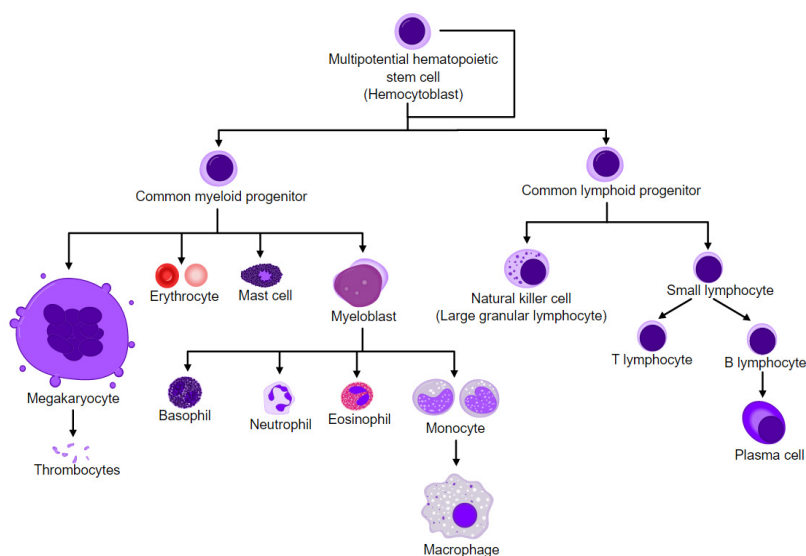 Multipotential hematopoietic
stem cell
(Hemocytoblast)
Common myeloid progenitor
Common lymphoid progenitor
Erythrocyte
Mast cell
Myeloblast
Natural killer cell
(Large granular lymphocyte)
Small lymphocyte
T lymphocyte
B lymphocyte
Megakaryocyte
Basophil
Neutrophil
Eosinophil
Monocyte
Plasma cell
Thrombocytes
Macrophage